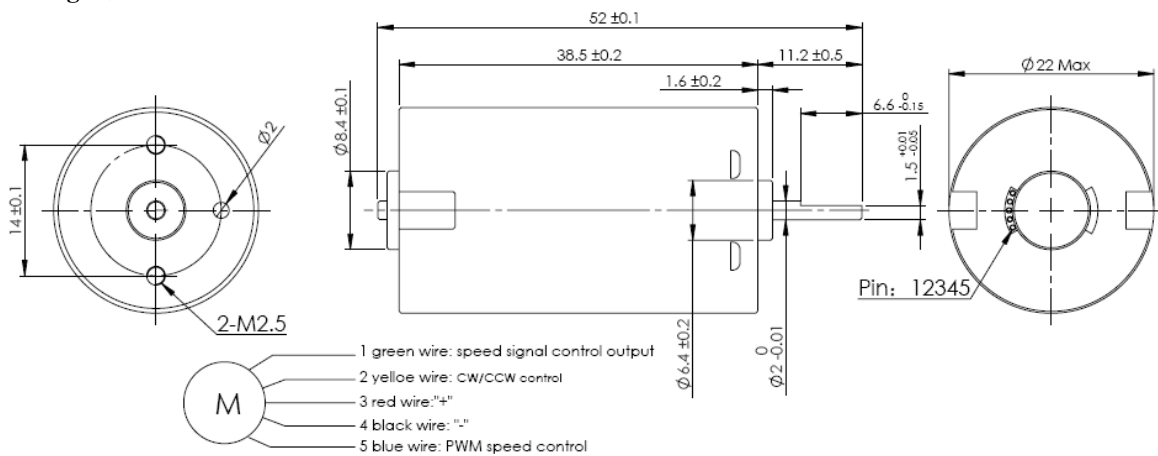 52 ±0.1
38.5 ±0.2
11.2 ±0.5
1.6 ±0.2
6.6 0 -0.15
1.5 +0.01 -0.05
Ø22 Max
Ø8.4 ±0.1
Ø2
14 ±0.1
2-M2.5
Ø6.4 ±0.2
Ø2 0 -0.01
Pin: 12345
M
1 green wire: speed signal control output
2 yelloe wire: CW/CCW control
3 red wire:"+"
4 black wire: "-"
5 blue wire: PWM speed control